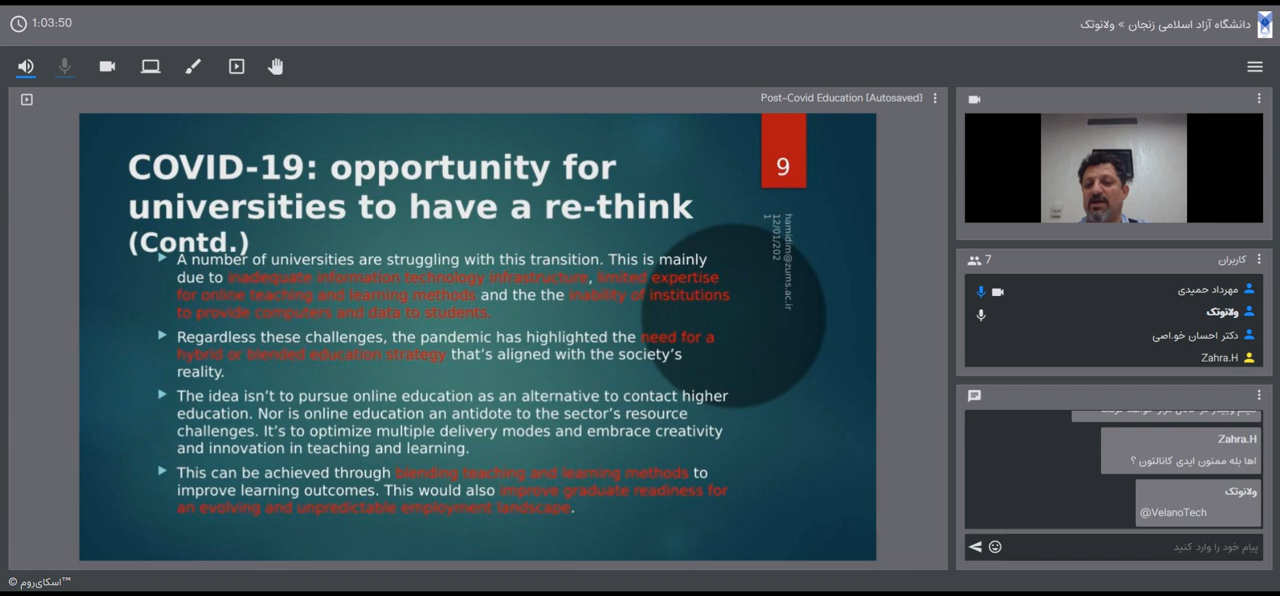 1:03:50
دانشگاه آزاد اسلامی زنجان » ولانوتک
Post-Covid Education [Autosaved]
9
COVID-19: opportunity for
universities to have a re-think
(Contd.)
hamidim@zums.ac.ir
12/01/202
1
A number of universities are struggling with this transition. This is mainly
due to inadequate information technology infrastructure, limited expertise
for online teaching and learning methods and the the inability of institutions
to provide computers and data to students.
Regardless these challenges, the pandemic has highlighted the need for a
hybrid or blended education strategy that's aligned with the society's
reality.
The idea isn't to pursue online education as an alternative to contact higher
education. Nor is online education an antidote to the sector's resource
challenges. It's to optimize multiple delivery modes and embrace creativity
and innovation in teaching and learning.
This can be achieved through blending teaching and learning methods to
improve learning outcomes. This would also improve graduate readiness for
an evolving and unpredictable employment landscape.
7
کاربران
مهرداد حمیدی
ولانوتک
دکتر احسان خو.اصی
Zahra.H
Zahra.H
اها بله ممنون ایدی کانالتون ؟
ولانوتک
@VelanoTech
پیام خود را وارد کنید
© اسکای‌روم™